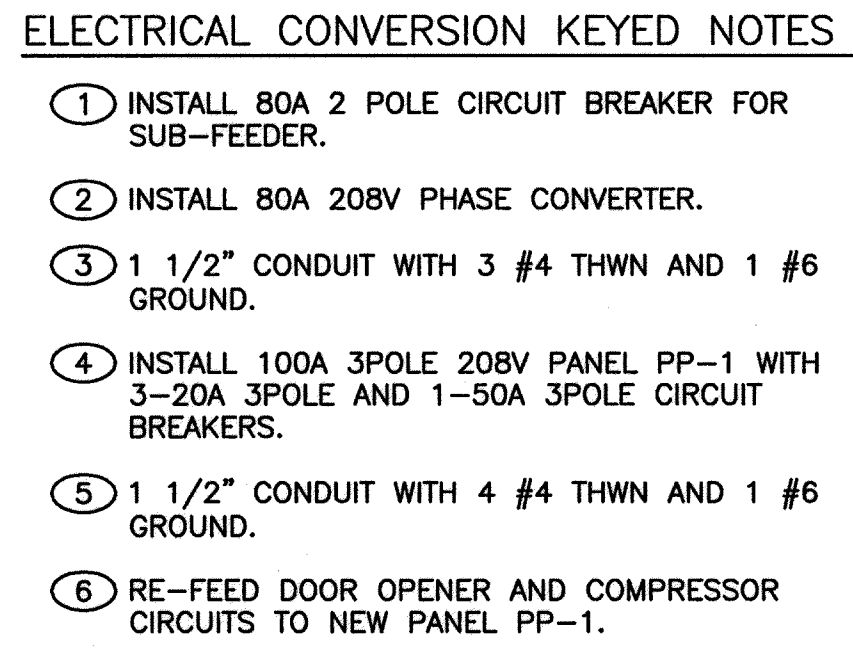 ELECTRICAL CONVERSION KEYED NOTES
1 INSTALL 80A 2 POLE CIRCUIT BREAKER FOR
SUB-FEEDER.
2 INSTALL 80A 208V PHASE CONVERTER.
3 1 1/2" CONDUIT WITH 3 #4 THWN AND 1 #6
GROUND.
4 INSTALL 100A 3POLE 208V PANEL PP-1 WITH
3-20A 3POLE AND 1-50A 3POLE CIRCUIT
BREAKERS.
5 1 1/2" CONDUIT WITH 4 #4 THWN AND 1 #6
GROUND.
6 RE-FEED DOOR OPENER AND COMPRESSOR
CIRCUITS TO NEW PANEL PP-1.